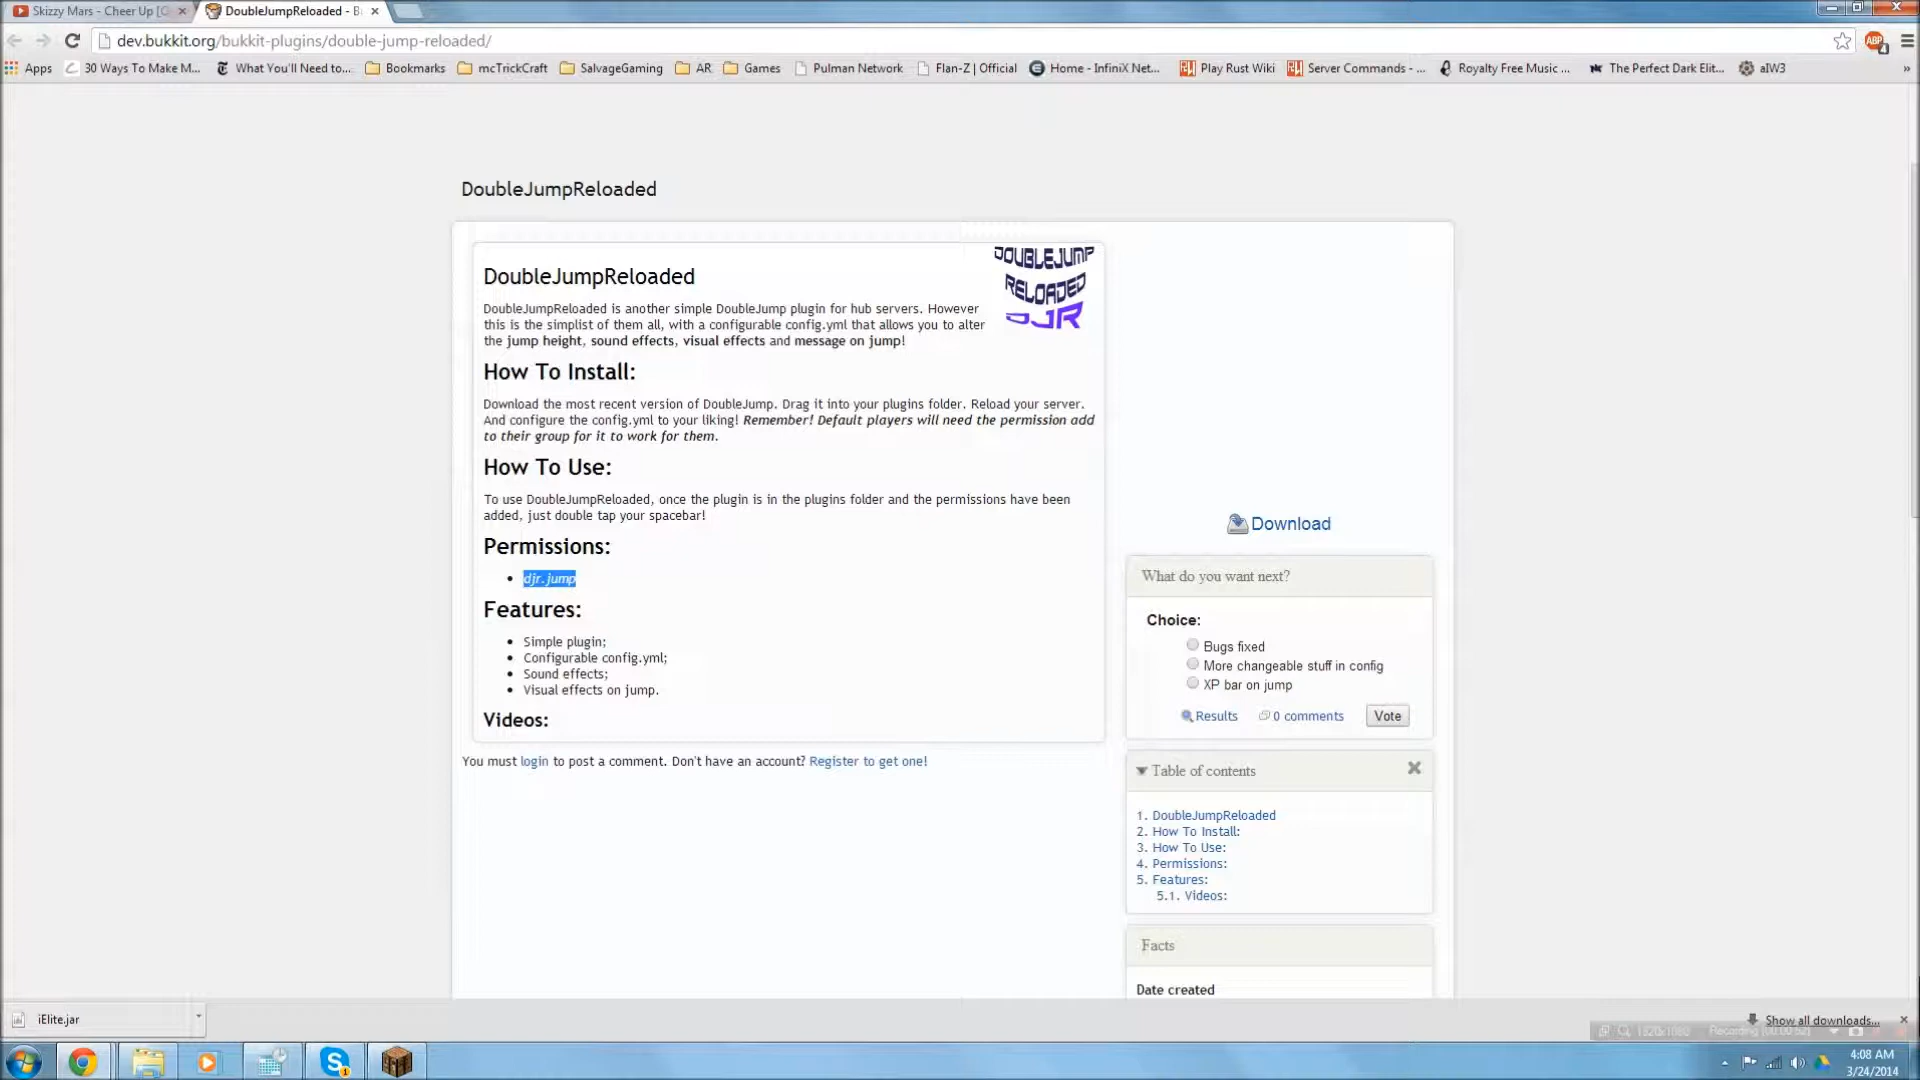 Skizzy Mars - Cheer Up [
DoubleJumpReloaded - B
dev.bukkit.org/bukkit-plugins/double-jump-reloaded/
Apps
30 Ways To Make M...
What You'll Need to...
Bookmarks
mcTrickCraft
SalvageGaming
AR
Games
Pulman Network
Flan-Z | Official
Home - InfiniX Net...
Play Rust Wiki
Server Commands - ...
Royalty Free Music ...
The Perfect Dark Elit...
aIW3
»
ABP
DoubleJumpReloaded
DOUBLEJUMP
RELOADED
DJR
DoubleJumpReloaded
DoubleJumpReloaded is another simple DoubleJump plugin for hub servers. However
this is the simplist of them all, with a configurable config.yml that allows you to alter
the jump height, sound effects, visual effects and message on jump!
How To Install:
Download the most recent version of DoubleJump. Drag it into your plugins folder. Reload your server.
And configure the config.yml to your liking! Remember! Default players will need the permission add
to their group for it to work for them.
How To Use:
To use DoubleJumpReloaded, once the plugin is in the plugins folder and the permissions have been
added, just double tap your spacebar!
Permissions:
• djr.jump
Features:
• Simple plugin;
• Configurable config.yml;
• Sound effects;
• Visual effects on jump.
Videos:
You must login to post a comment. Don't have an account? Register to get one!
Download
What do you want next?
Choice:
Bugs fixed
More changeable stuff in config
XP bar on jump
Results
0 comments
Vote
Table of contents
1. DoubleJumpReloaded
2. How To Install:
3. How To Use:
4. Permissions:
5. Features:
5.1. Videos:
Facts
Date created
iElite.jar
Show all downloads...
Recording
4:08 AM
3/24/2014